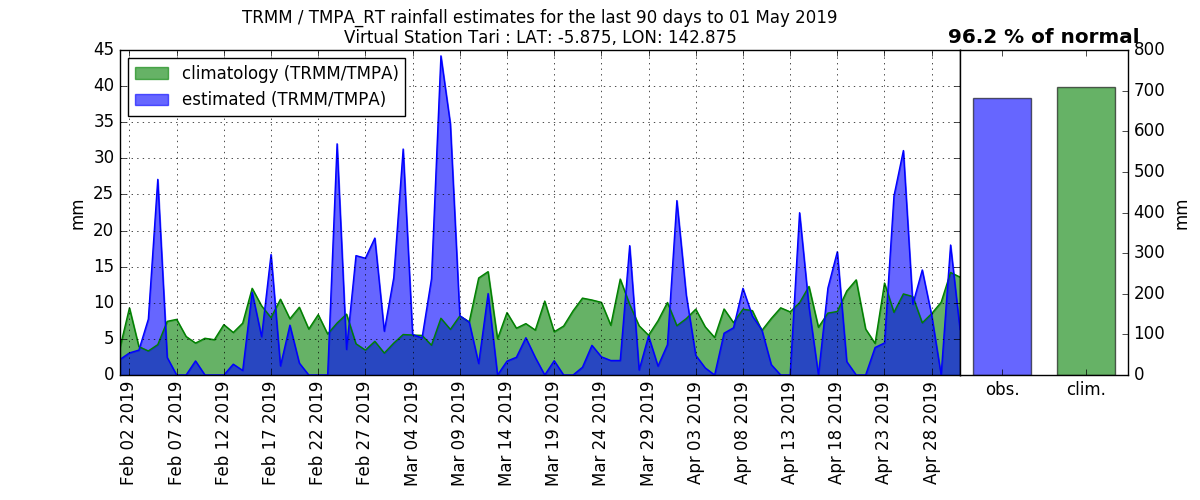 TRMM / TMPA_RT rainfall estimates for the last 90 days to 01 May 2019
Virtual Station Tari : LAT: -5.875, LON: 142.875
96.2 % of normal
climatology (TRMM/TMPA)
estimated (TRMM/TMPA)
mm
45
40
35
30
25
20
15
10
5
0
Feb 02 2019
Feb 07 2019
Feb 12 2019
Feb 17 2019
Feb 22 2019
Feb 27 2019
Mar 04 2019
Mar 09 2019
Mar 14 2019
Mar 19 2019
Mar 24 2019
Mar 29 2019
Apr 03 2019
Apr 08 2019
Apr 13 2019
Apr 18 2019
Apr 23 2019
Apr 28 2019
obs.
clim.
800
700
600
500
400
300
200
100
0
mm